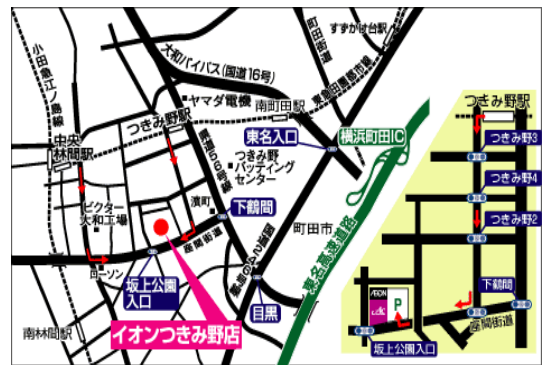 すずかけ台駅
町田街道
大和バイパス(国道16号)
東急田園都市線
小田急江ノ島線
ヤマダ電機
南町田駅
つきみ野駅
東名入口
横浜町田IC
中央
林間駅
県道56号線
つきみ野
バッティング
センター
ビクター
大和工場
濱町
下鶴間
座間街道
町田市
東名高速道路
ローソン
坂上公園
入口
目黒
イオンつきみ野店
南林間駅
つきみ野駅
つきみ野3
つきみ野4
つきみ野2
下鶴間
AEON
P
座間街道
坂上公園入口